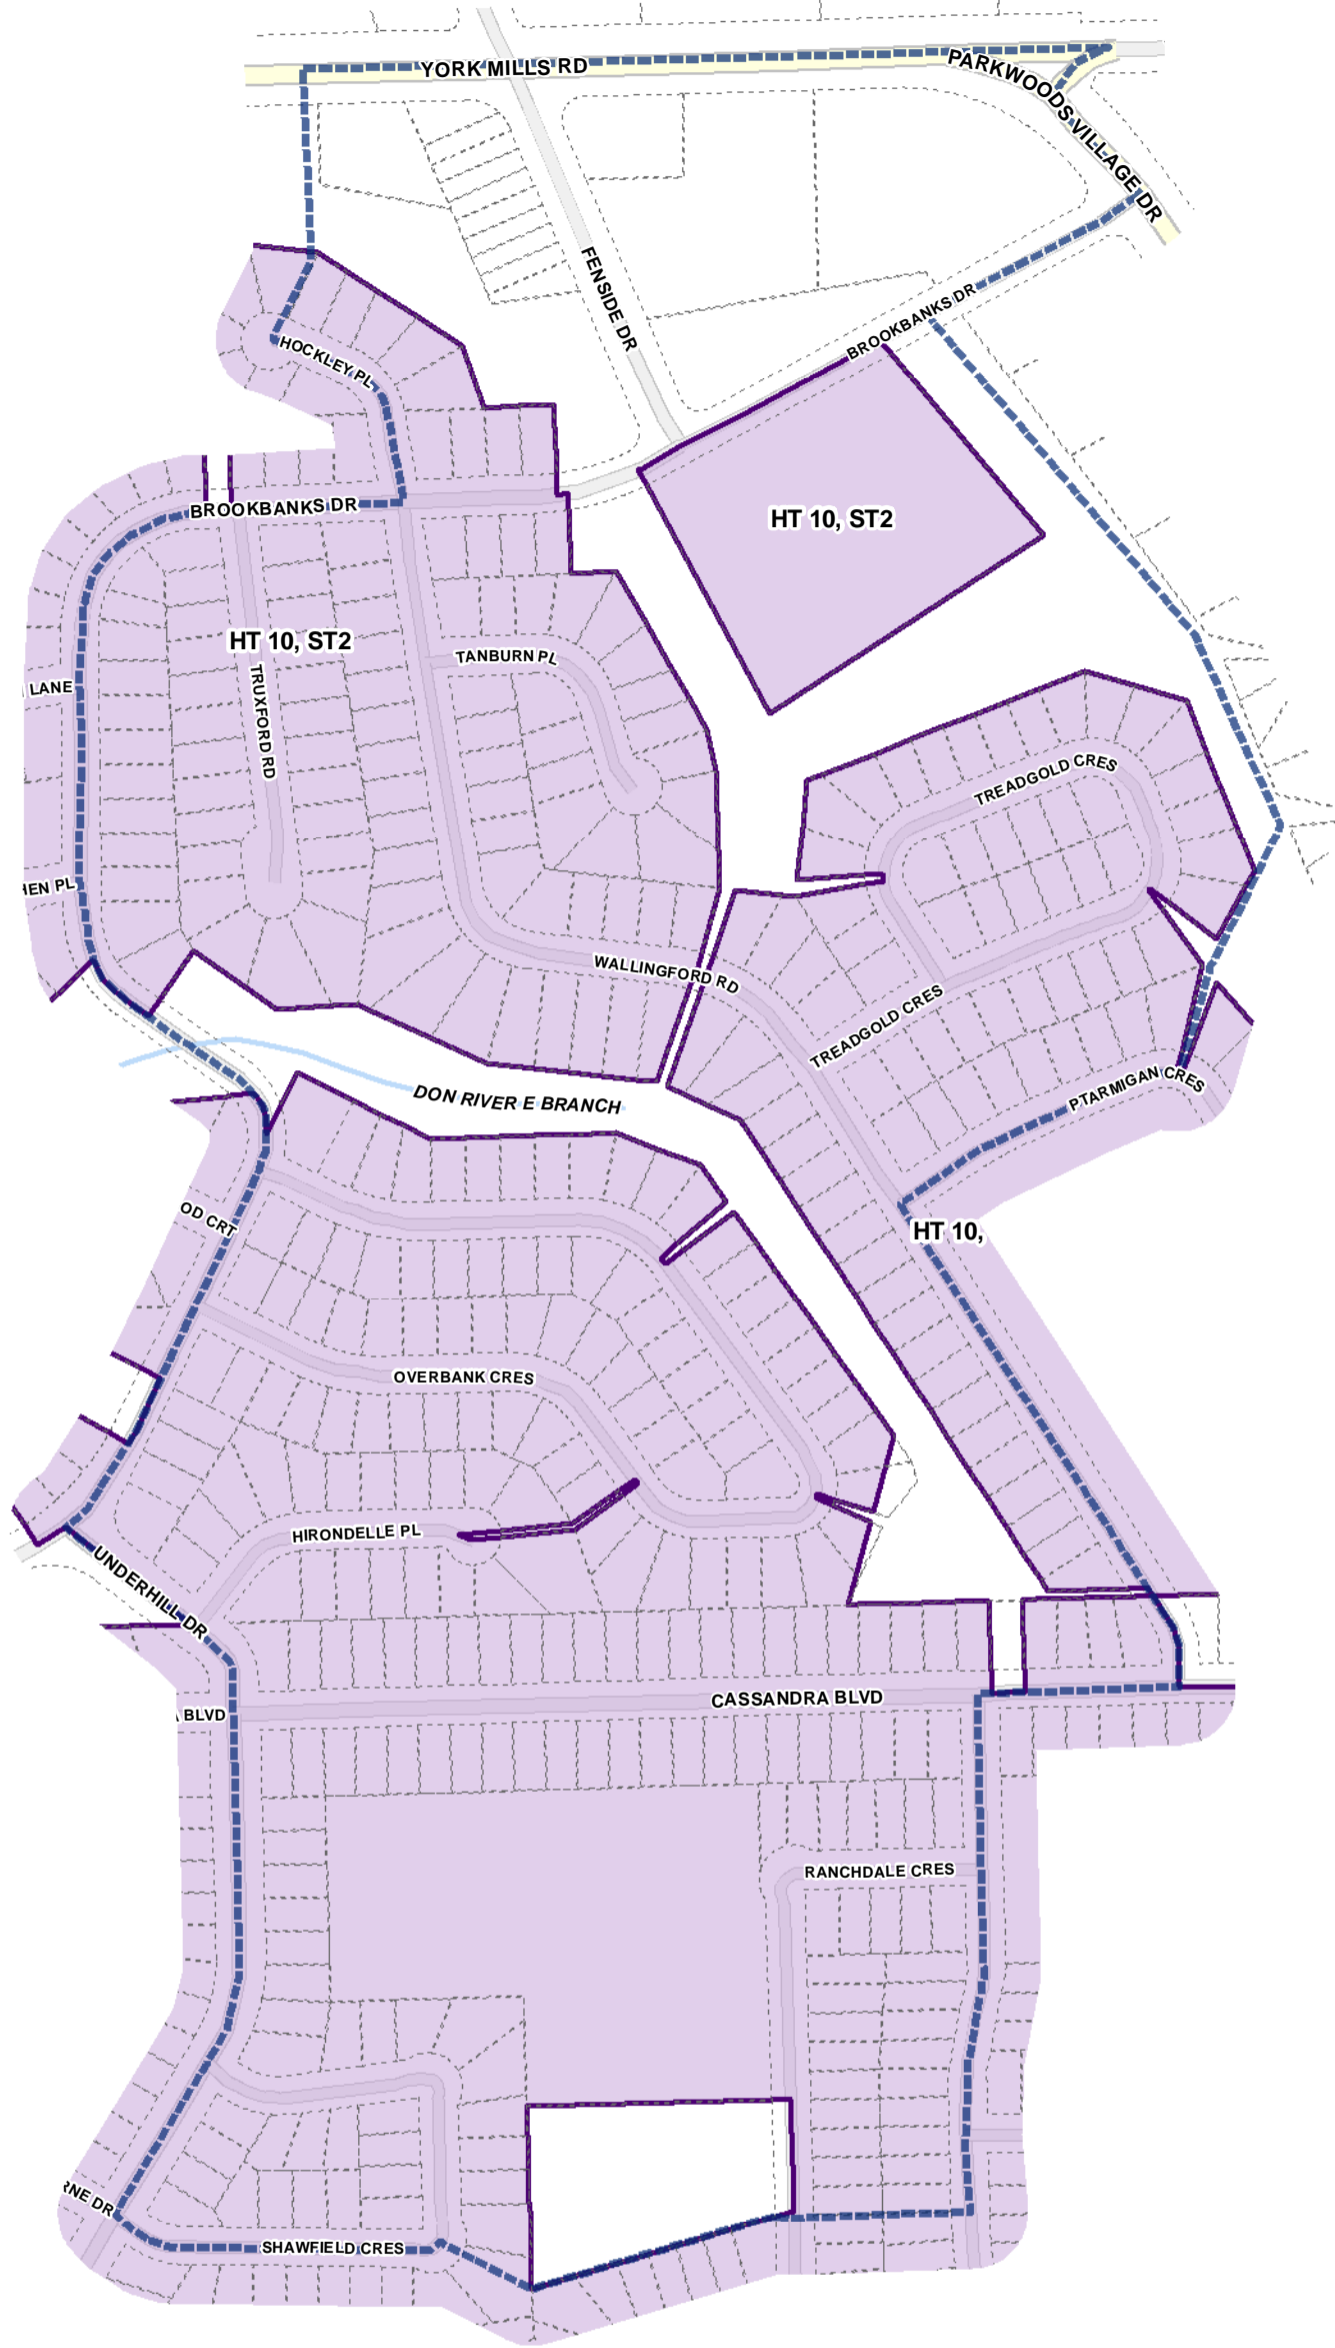 YORK MILLS RD
PARKWOODS VILLAGE DR
FENSIDE DR
BROOKBANKS DR
HOCKLEY PL
BROOKBANKS DR
HT 10, ST2
HT 10, ST2
TANBURN PL
LANE
TRUXFORD RD
TREADGOLD CRES
HEN PL
WALLINGFORD RD
TREADGOLD CRES
PTARMIGAN CRES
DON RIVER E BRANCH
OD CRT
HT 10,
OVERBANK CRES
HIRONDELLE PL
UNDERHILL DR
CASSANDRA BLVD
BLVD
RANCHDALE CRES
RNE DR
SHAWFIELD CRES